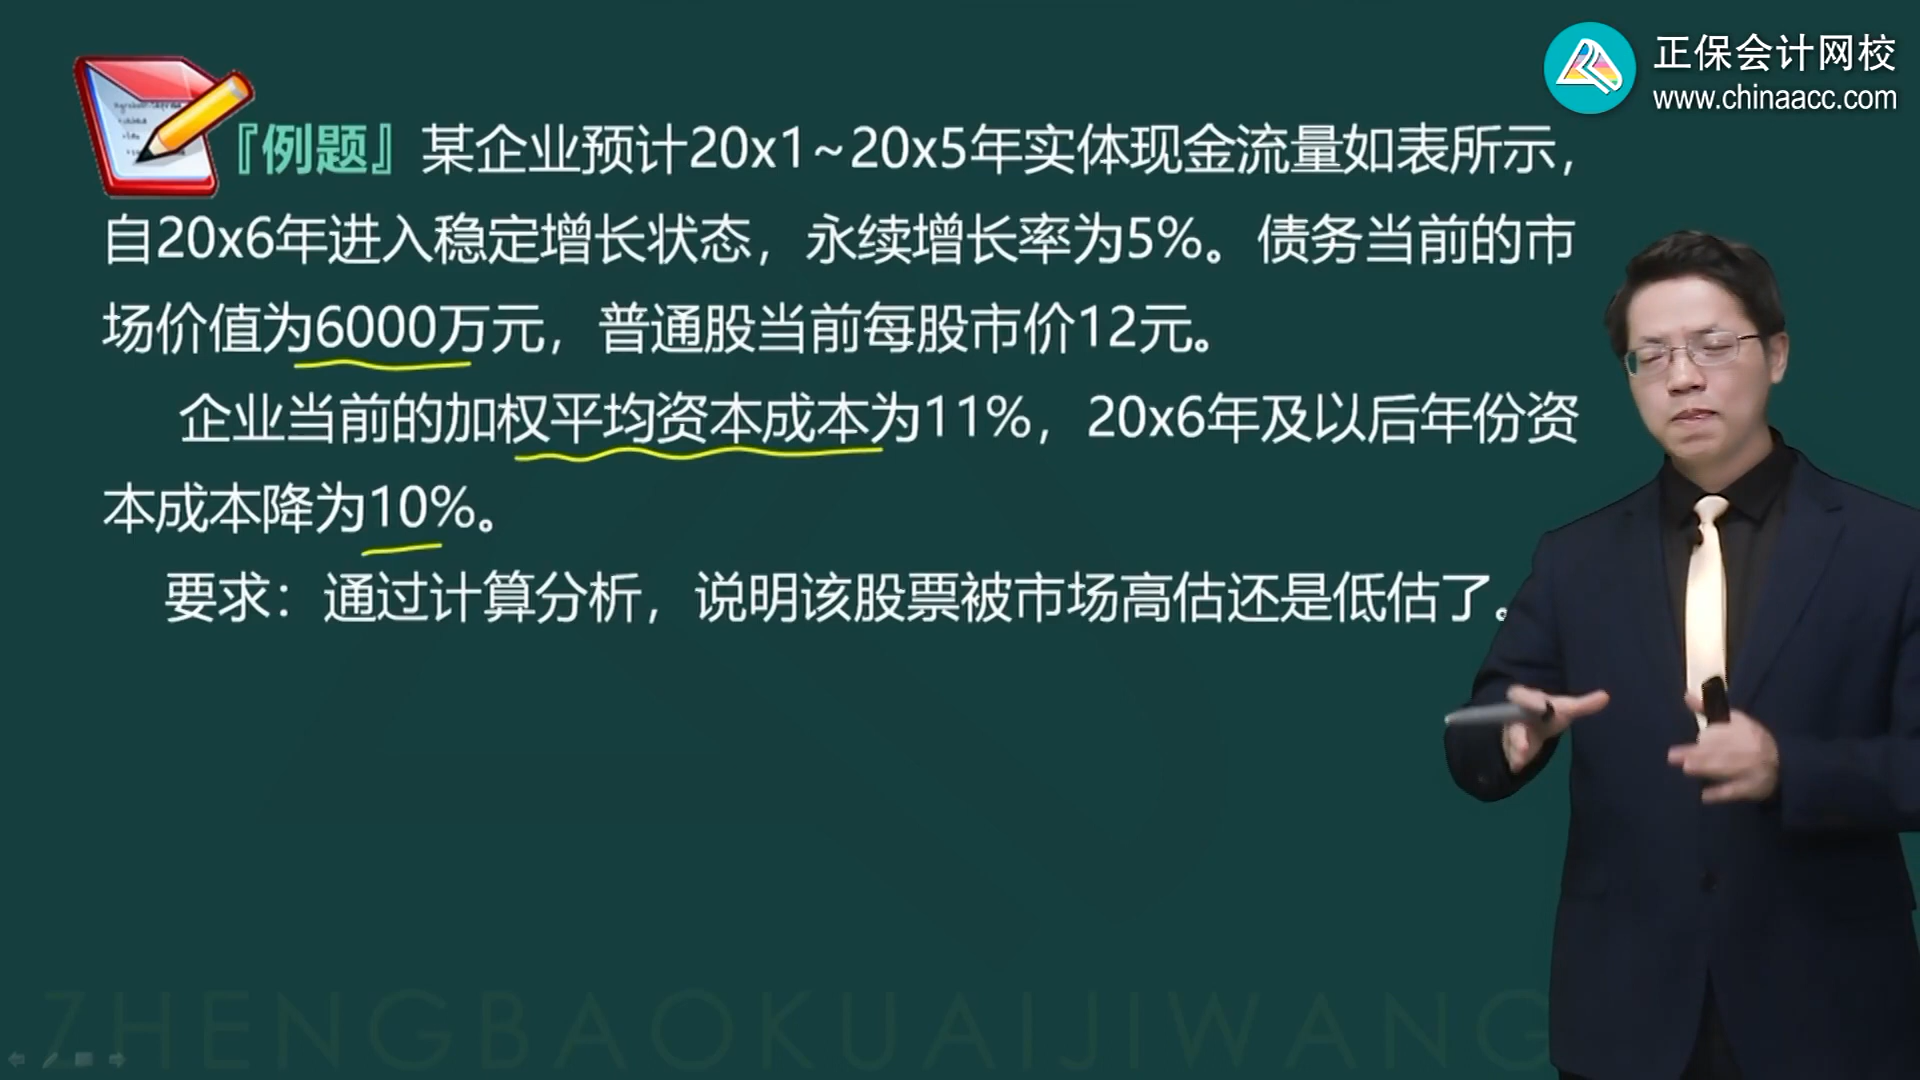 正保会计网校
www.chinaacc.com
『例题』某企业预计20x1~20x5年实体现金流量如表所示，
自20x6年进入稳定增长状态，永续增长率为5%。债务当前的市
场价值为6000万元，普通股当前每股市价12元。
企业当前的加权平均资本成本为11%，20x6年及以后年份资
本成本降为10%。
要求：通过计算分析，说明该股票被市场高估还是低估了。
ZHENGBAOKUAIJIWANG